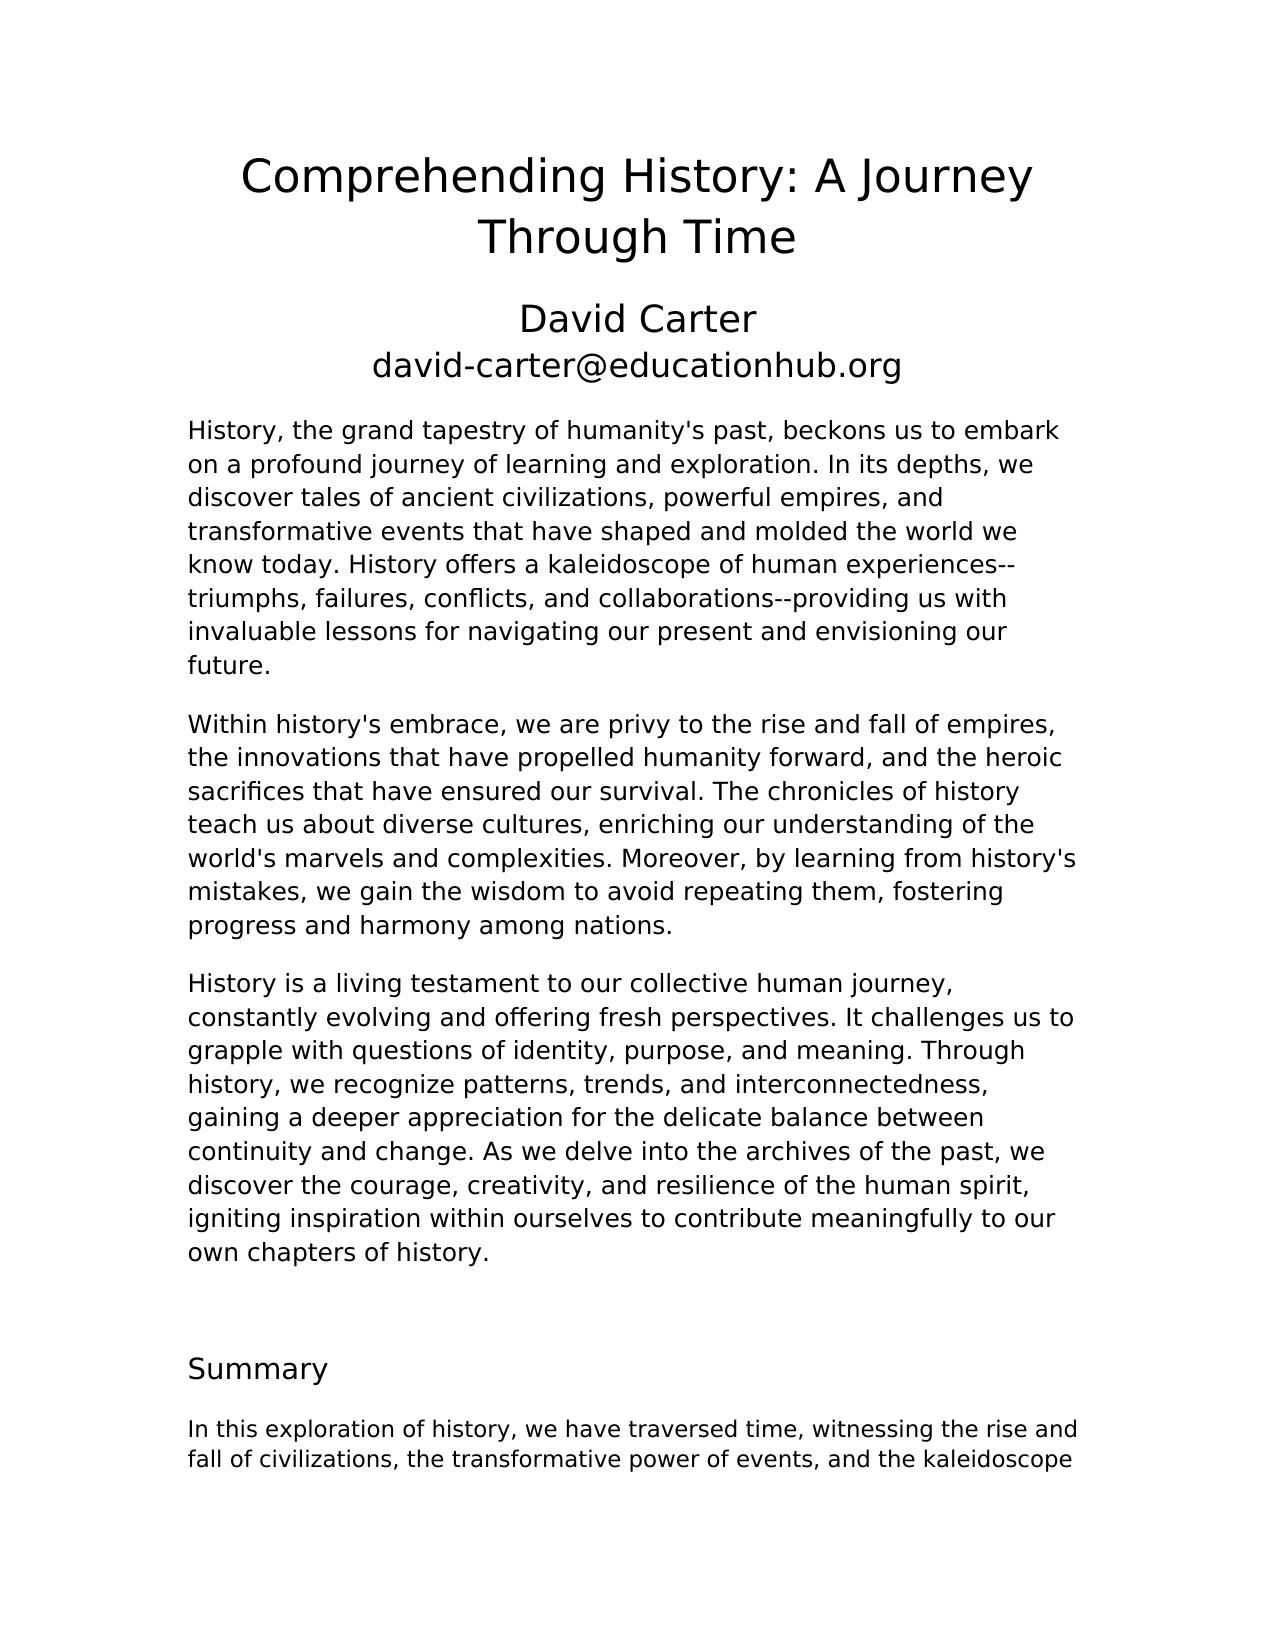 Comprehending History: A Journey
Through Time
David Carter
david-carter@educationhub.org
History, the grand tapestry of humanity's past, beckons us to embark
on a profound journey of learning and exploration. In its depths, we
discover tales of ancient civilizations, powerful empires, and
transformative events that have shaped and molded the world we
know today. History offers a kaleidoscope of human experiences--
triumphs, failures, conflicts, and collaborations--providing us with
invaluable lessons for navigating our present and envisioning our
future.
Within history's embrace, we are privy to the rise and fall of empires,
the innovations that have propelled humanity forward, and the heroic
sacrifices that have ensured our survival. The chronicles of history
teach us about diverse cultures, enriching our understanding of the
world's marvels and complexities. Moreover, by learning from history's
mistakes, we gain the wisdom to avoid repeating them, fostering
progress and harmony among nations.
History is a living testament to our collective human journey,
constantly evolving and offering fresh perspectives. It challenges us to
grapple with questions of identity, purpose, and meaning. Through
history, we recognize patterns, trends, and interconnectedness,
gaining a deeper appreciation for the delicate balance between
continuity and change. As we delve into the archives of the past, we
discover the courage, creativity, and resilience of the human spirit,
igniting inspiration within ourselves to contribute meaningfully to our
own chapters of history.
Summary
In this exploration of history, we have traversed time, witnessing the rise and
fall of civilizations, the transformative power of events, and the kaleidoscope